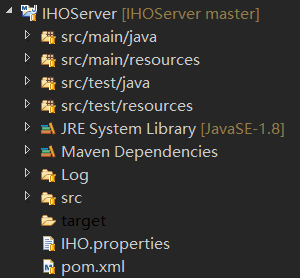 IHOServer [IHOServer master]
src/main/java
src/main/resources
src/test/java
src/test/resources
JRE System Library [JavaSE-1.8]
Maven Dependencies
Log
src
target
IHO.properties
pom.xml